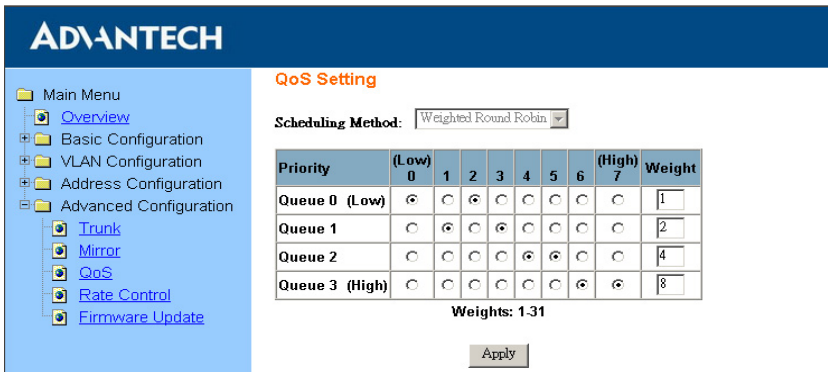 ADVANTECH
Main Menu
Overview
Basic Configuration
VLAN Configuration
Address Configuration
Advanced Configuration
Trunk
Mirror
QoS
Rate Control
Firmware Update
QoS Setting
Scheduling Method: Weighted Round Robin
Priority (Low) 0 1 2 3 4 5 6 (High) 7 Weight
Queue 0 (Low) 1
Queue 1 2
Queue 2 4
Queue 3 (High) 8
Weights: 1-31
Apply